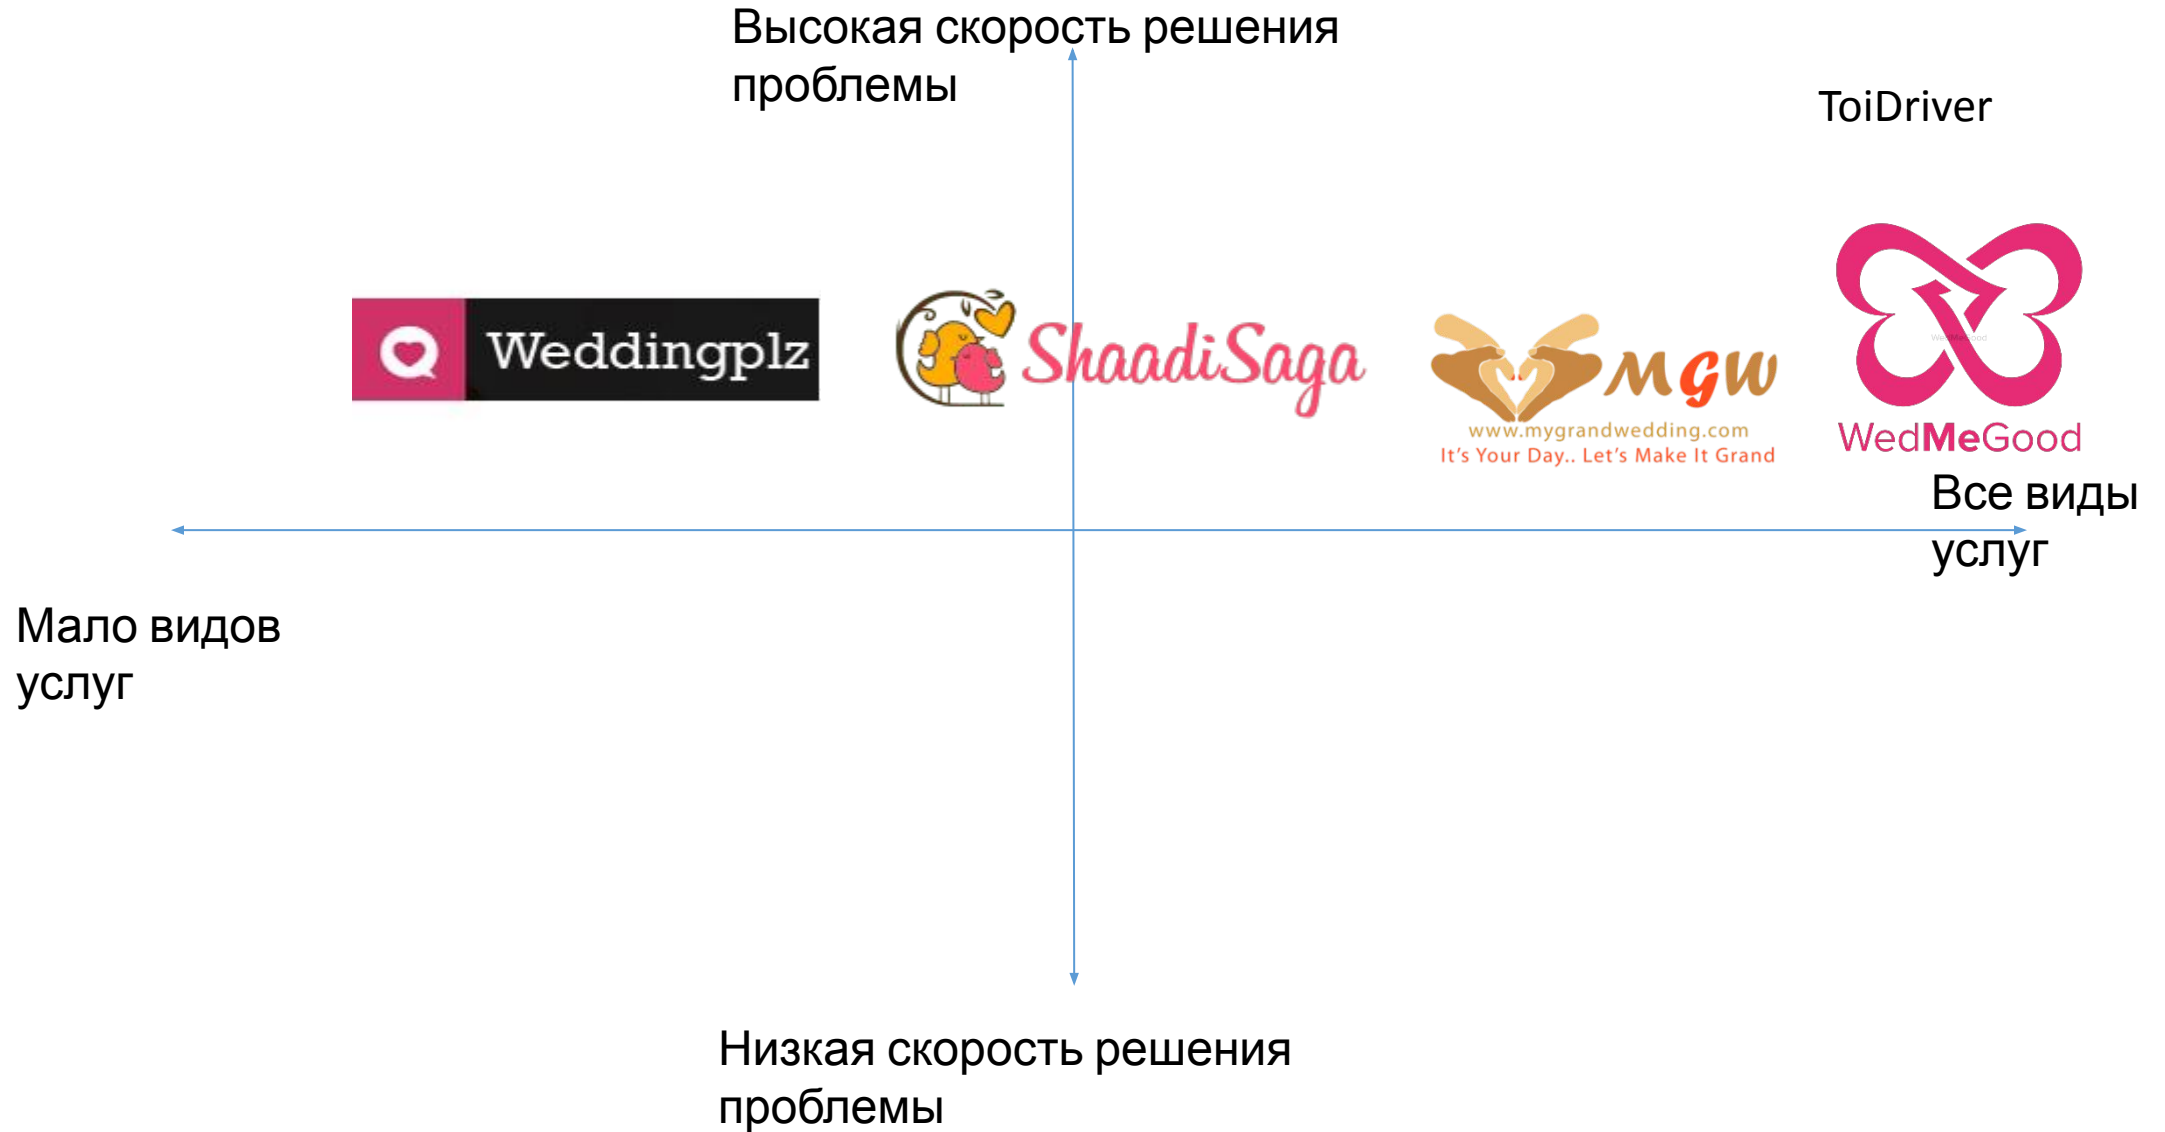 Высокая скорость решения
проблемы
ToiDriver
Weddingplz
ShaadiSaga
MGW
www.mygrandwedding.com
It's Your Day.. Let's Make It Grand
WedMeGood
WedMeGood
Все виды
услуг
Мало видов
услуг
Низкая скорость решения
проблемы